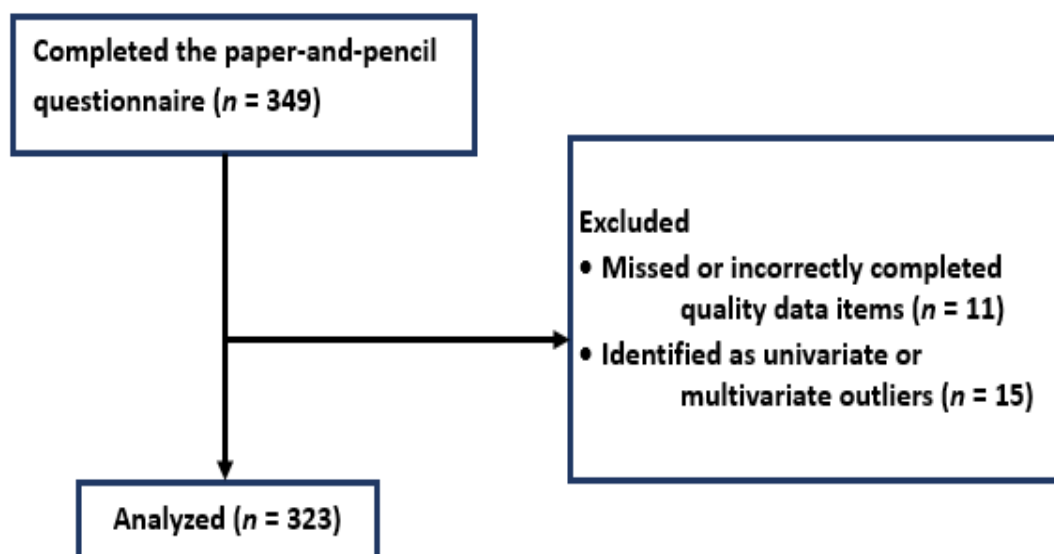 Completed the paper-and-pencil
questionnaire (n = 349)
Excluded
• Missed or incorrectly completed
quality data items (n = 11)
• Identified as univariate or
multivariate outliers (n = 15)
Analyzed (n = 323)